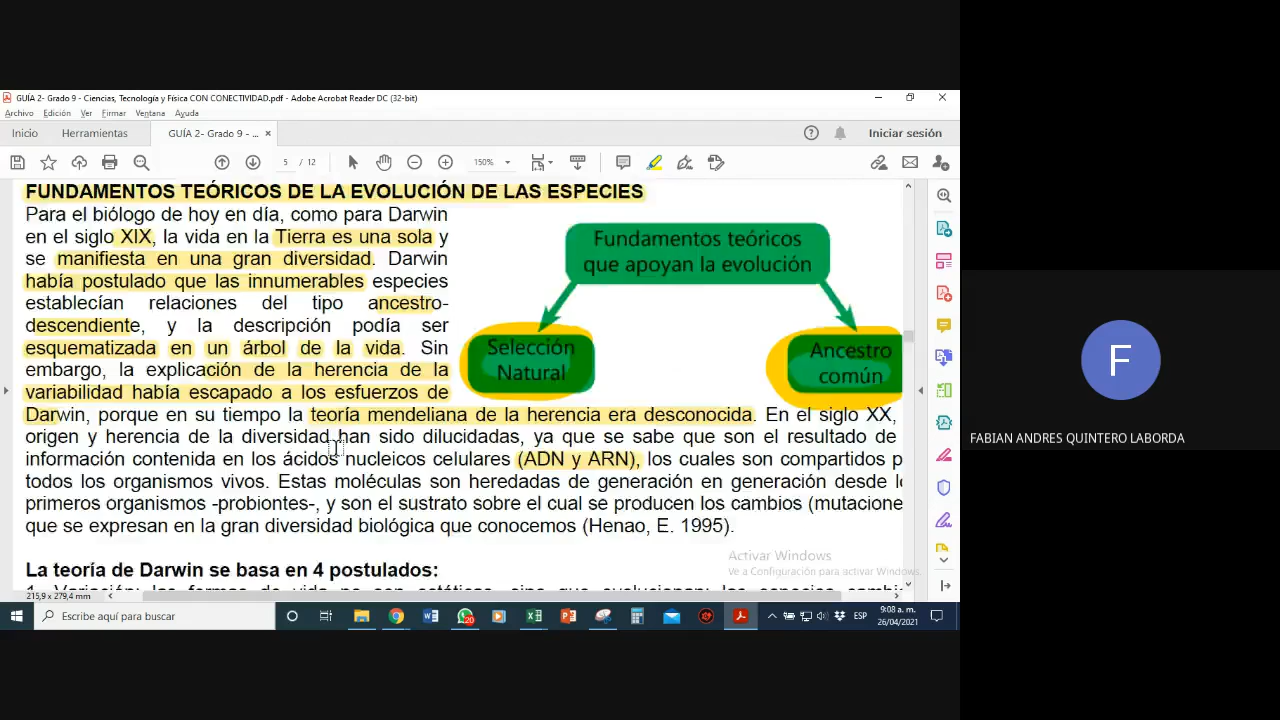 GUÍA 2- Grado 9 - Ciencias, Tecnología y Física CON CONECTIVIDAD.pdf - Adobe Acrobat Reader DC (32-bit)
Archivo Edición Ver Firmar Ventana Ayuda
Inicio Herramientas GUÍA 2- Grado 9 - ... × Iniciar sesión
5 / 12 150%
FUNDAMENTOS TEÓRICOS DE LA EVOLUCIÓN DE LAS ESPECIES
Para el biólogo de hoy en día, como para Darwin
en el siglo XIX, la vida en la Tierra es una sola y
se manifiesta en una gran diversidad. Darwin
había postulado que las innumerables especies
establecían relaciones del tipo ancestro-
descendiente, y la descripción podía ser
esquematizada en un árbol de la vida. Sin
embargo, la explicación de la herencia de la
variabilidad había escapado a los esfuerzos de
Darwin, porque en su tiempo la teoría mendeliana de la herencia era desconocida. En el siglo XX,
origen y herencia de la diversidad han sido dilucidadas, ya que se sabe que son el resultado de
información contenida en los ácidos nucleicos celulares (ADN y ARN), los cuales son compartidos p
todos los organismos vivos. Estas moléculas son heredadas de generación en generación desde l
primeros organismos -probiontes-, y son el sustrato sobre el cual se producen los cambios (mutacione
que se expresan en la gran diversidad biológica que conocemos (Henao, E. 1995).
Fundamentos teóricos
que apoyan la evolución
Selección
Natural
Ancestro
común
La teoría de Darwin se basa en 4 postulados:
Activar Windows
Ve a Configuración para activar Windows.
215,9 x 279,4 mm
Escribe aquí para buscar
20
ESP
9:08 a. m.
26/04/2021
F
FABIAN ANDRES QUINTERO LABORDA